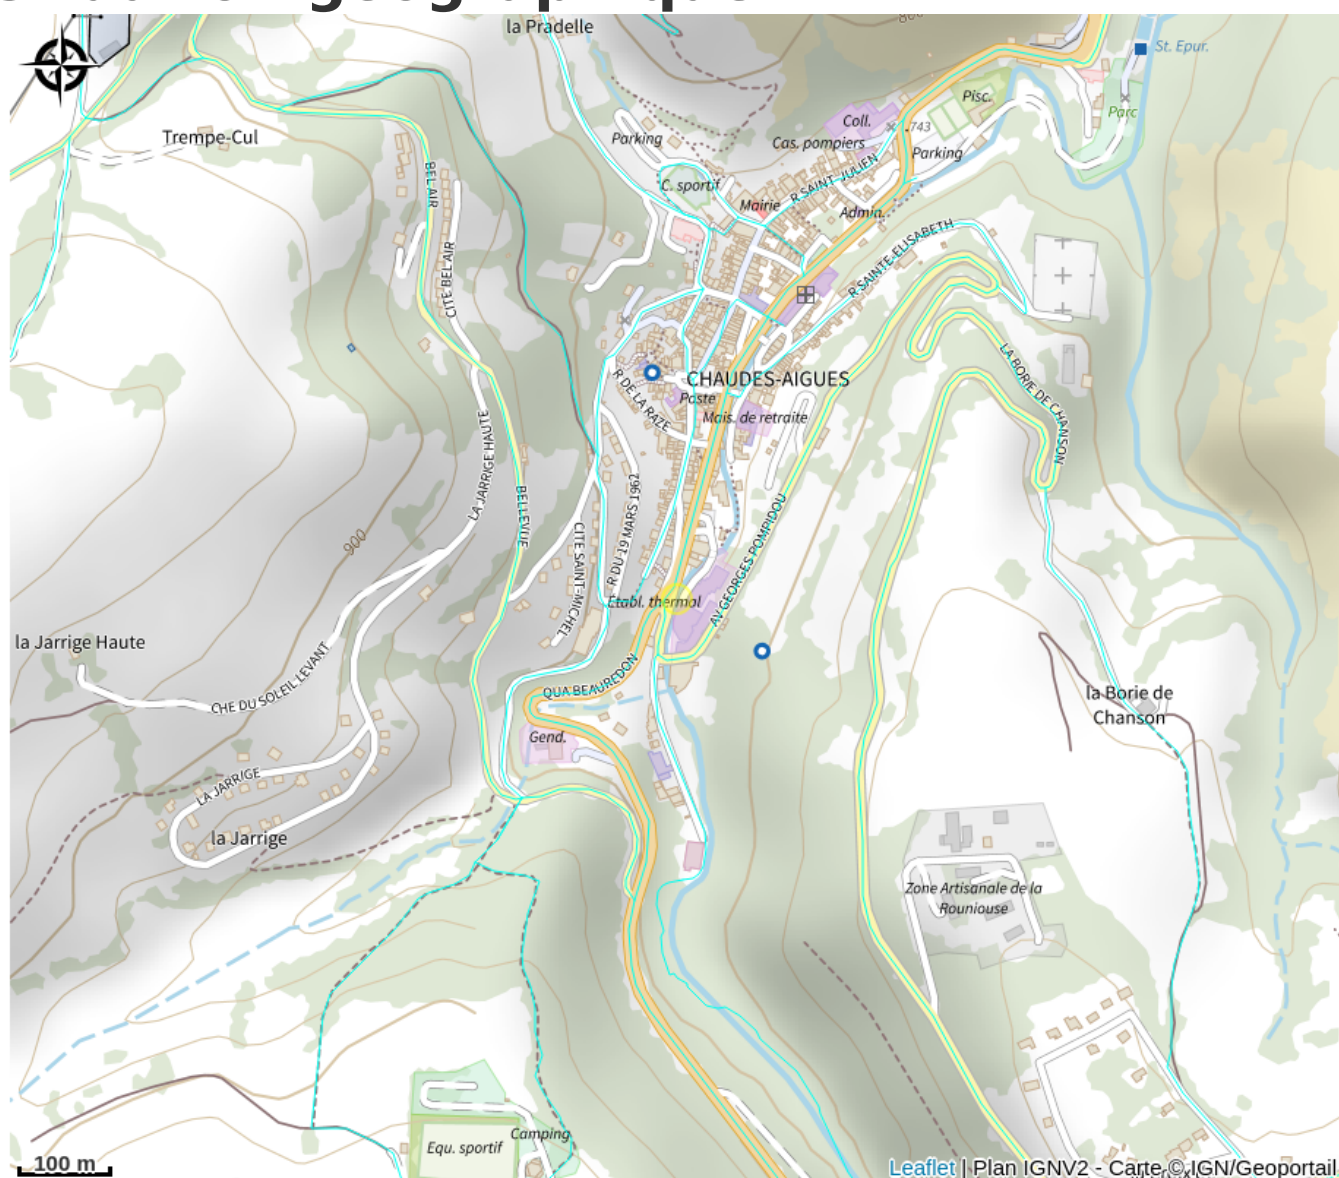 la Pradelle
St. Epur.
Pisc.
Parc
Coll.
743
Trempe-Cul
Parking
Cas. pompiers
Parking
BEL AIR
C. sportif
R SAINT-JULIEN
Mairie
Admin.
R SAINTE-ELISABETH
CITE BEL AIR
CHAUDES-AIGUES
R DE LA RAZE
Poste
Mais. de retraite
LA BORIE DE CHANSON
LA JARRIGE HAUTE
BELLEVUE
900
R DU 19 MARS 1962
CITE SAINT-MICHEL
AV GEORGES POMPIDOU
Etabl. thermal
la Jarrige Haute
CHE DU SOLEIL LEVANT
QUA BEAUREDON
la Borie de
Chanson
Gend.
LA JARRIGE
la Jarrige
Zone Artisanale de la
Rouniouse
Camping
Equ. sportif
100 m
Leaflet | Plan IGNV2 - Carte © IGN/Geoportail